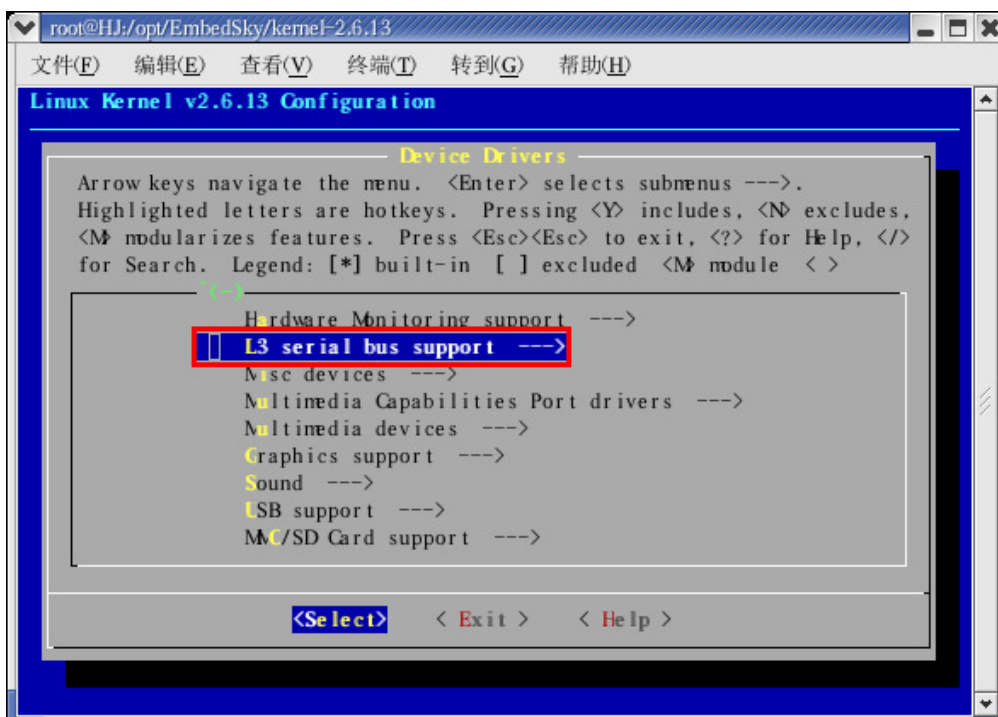 root@HJ:/opt/EmbedSky/kernel-2.6.13
文件(F) 编辑(E) 查看(V) 终端(T) 转到(G) 帮助(H)
Linux Kernel v2.6.13 Configuration
Device Drivers
Arrow keys navigate the menu. <Enter> selects submenus --->.
Highlighted letters are hotkeys. Pressing <Y> includes, <N> excludes,
<M> modularizes features. Press <Esc><Esc> to exit, <?> for Help, </>
for Search. Legend: [*] built-in [ ] excluded <M> module < >
^(-)
Hardware Monitoring support --->
L3 serial bus support --->
Misc devices --->
Multimedia Capabilities Port drivers --->
Multimedia devices --->
Graphics support --->
Sound --->
USB support --->
MMC/SD Card support --->
<Select> < Exit > < Help >